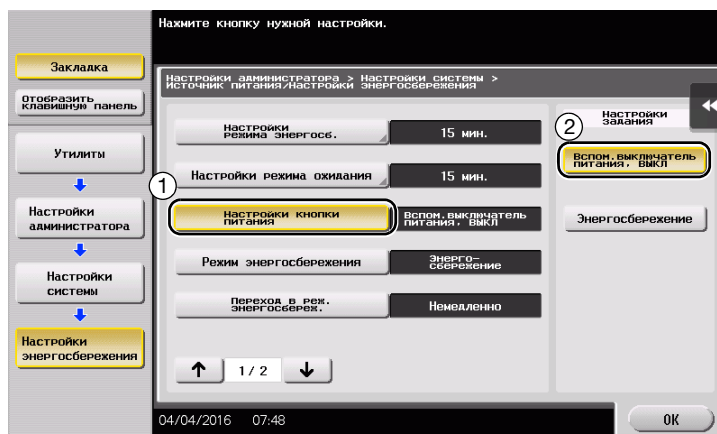 Нажмите кнопку нужной настройки.
Закладка
Отобразить
клавишную панель
Утилиты
Настройки
администратора
Настройки
системы
Настройки
энергосбережения
Настройки администратора > Настройки системы >
Источник питания/Настройки энергосбережения
Настройки
режима энергосб.
15 мин.
Настройки режима ожидания
15 мин.
1
Настройки кнопки
питания
Вспом.выключатель
питания, ВЫКЛ
Режим энергосбережения
Энерго-
сбережение
Переход в реж.
энергосбереж.
Немедленно
1/ 2
Настройки
задания
2
Вспом.выключатель
питания, ВЫКЛ
Энергосбережение
04/04/2016 07:48
OK